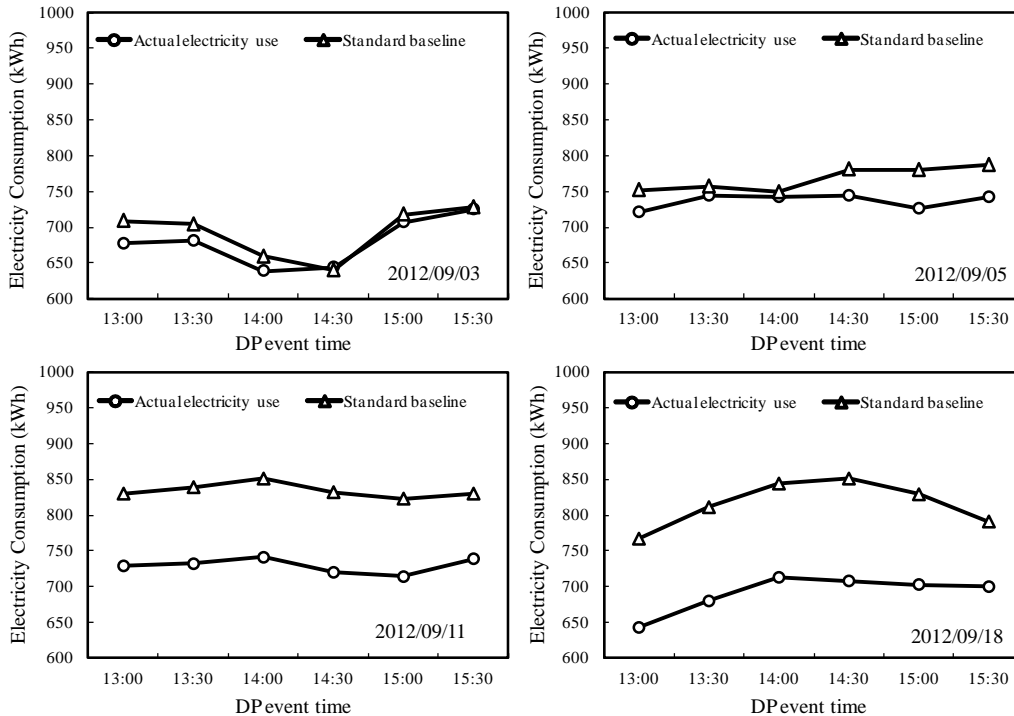 1000
950
900
850
800
750
700
650
600
Electricity Consumption (kWh)
Actual electricity use
Standard baseline
2012/09/03
13:00 13:30 14:00 14:30 15:00 15:30
DP event time
1000
950
900
850
800
750
700
650
600
Electricity Consumption (kWh)
Actual electricity use
Standard baseline
2012/09/05
13:00 13:30 14:00 14:30 15:00 15:30
DP event time
1000
950
900
850
800
750
700
650
600
Electricity Consumption (kWh)
Actual electricity use
Standard baseline
2012/09/11
13:00 13:30 14:00 14:30 15:00 15:30
DP event time
1000
950
900
850
800
750
700
650
600
Electricity Consumption (kWh)
Actual electricity use
Standard baseline
2012/09/18
13:00 13:30 14:00 14:30 15:00 15:30
DP event time